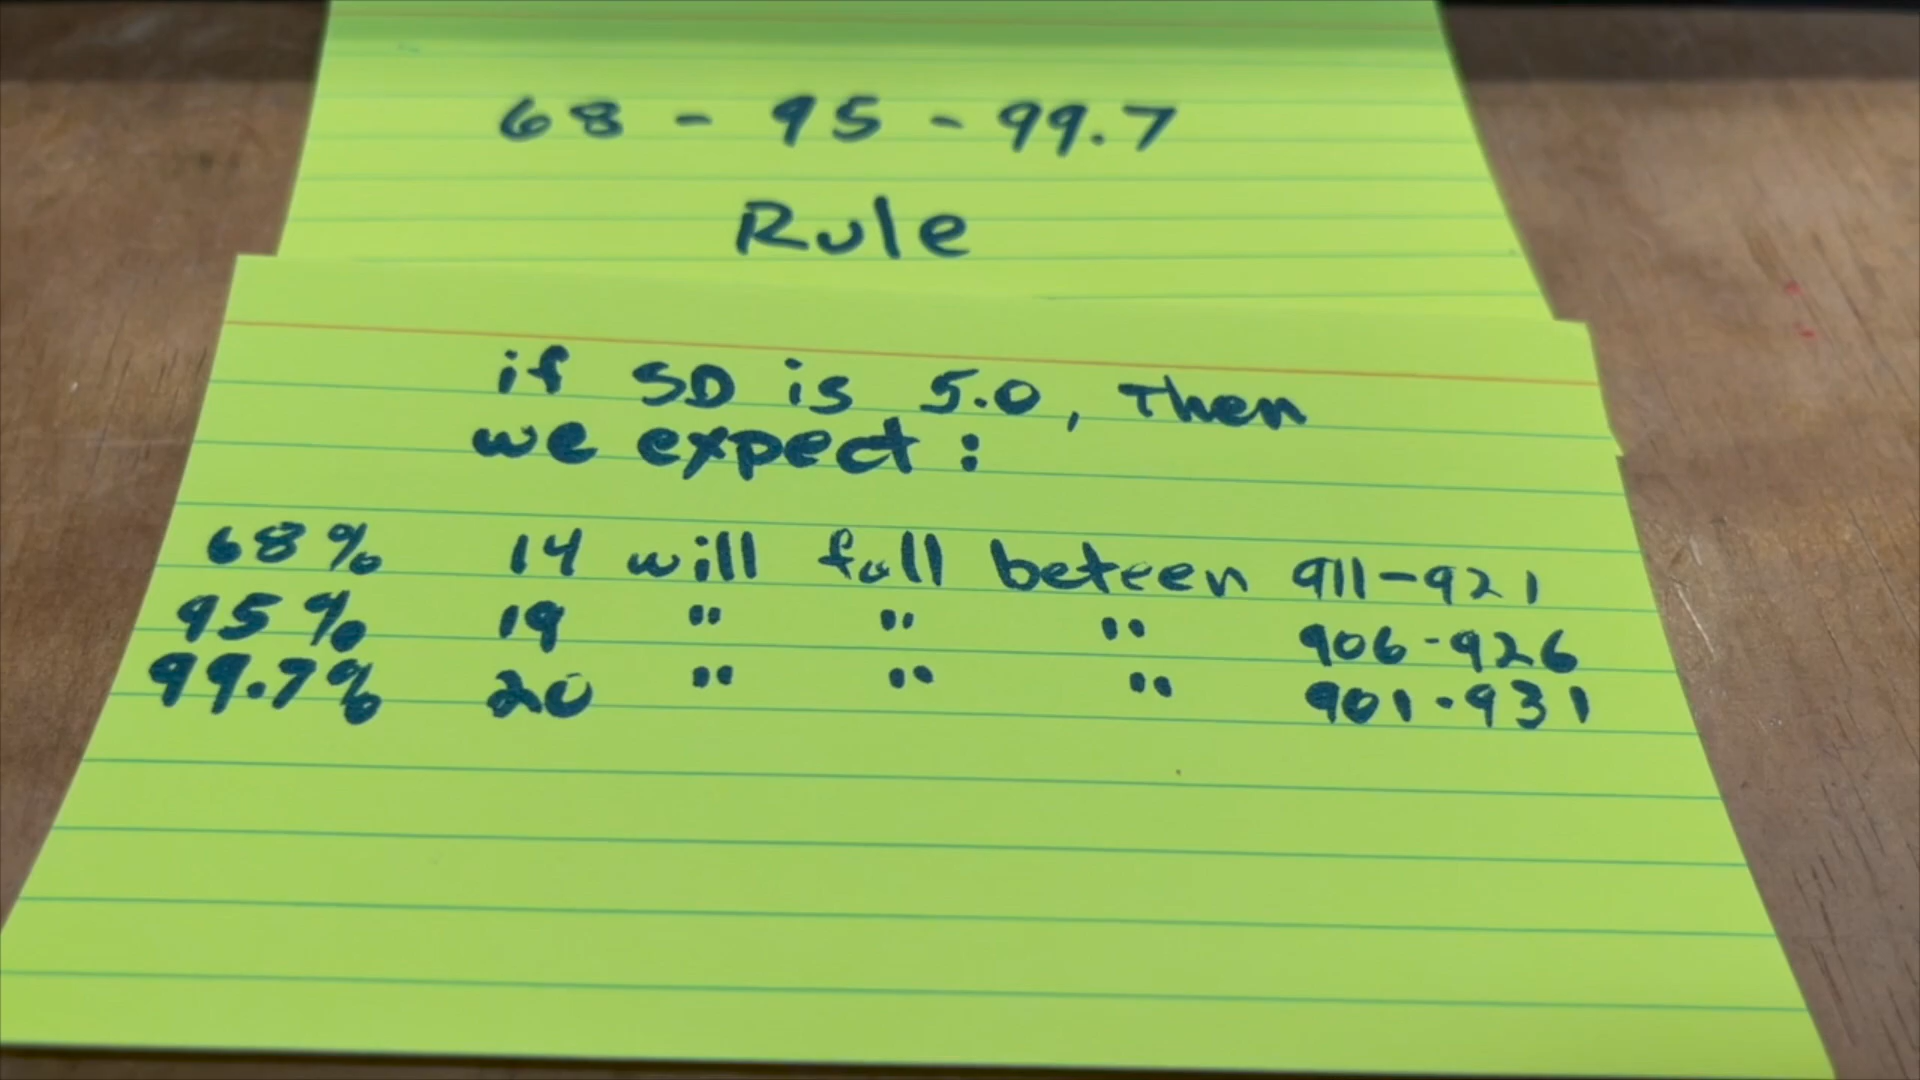 68 - 95 - 99.7
Rule
if SD is 5.0, Then
we expect:
68% 14 will fall beteen 911-921
95% 19 " " " 906-926
99.7% 20 " " " 901-931